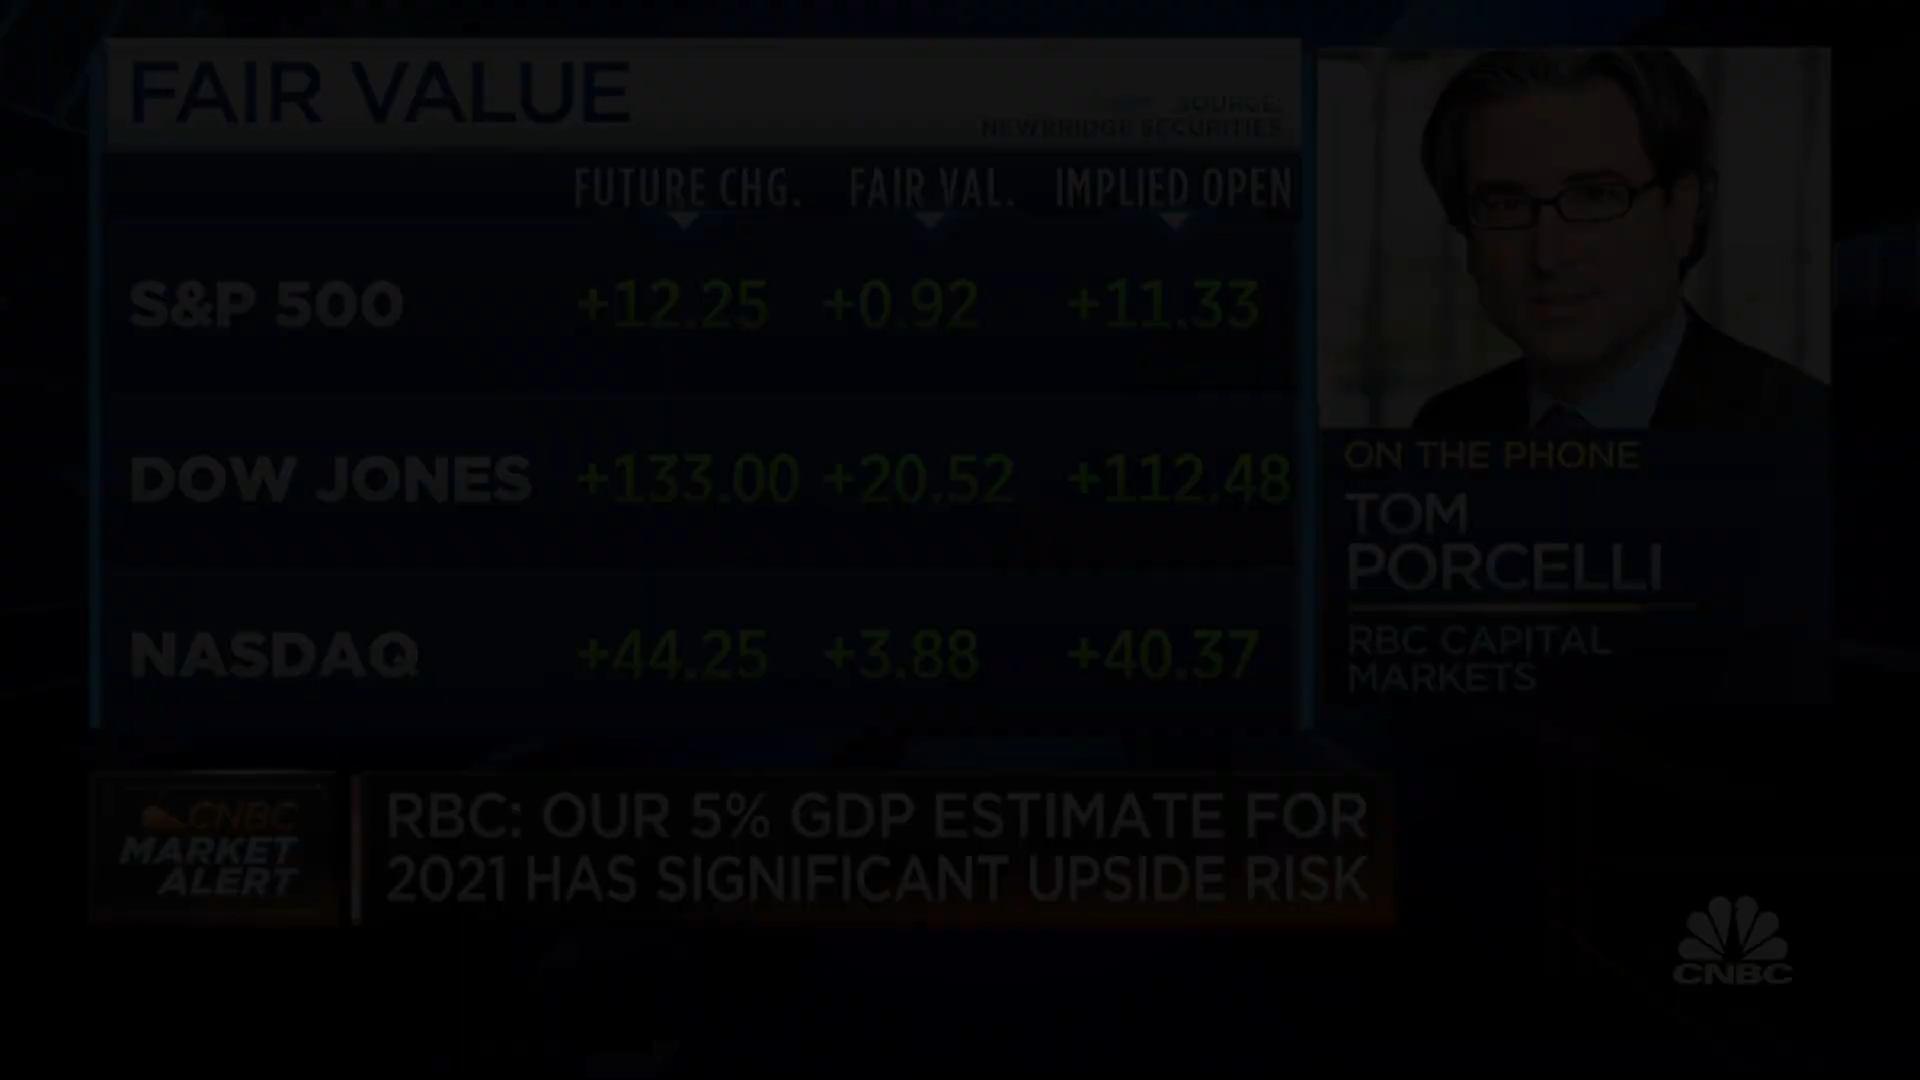 FAIR VALUE
SOURCE:
NEWBRIDGE SECURITIES
FUTURE CHG. FAIR VAL. IMPLIED OPEN
S&P 500 +12.25 +0.92 +11.33
DOW JONES +133.00 +20.52 +112.48
NASDAQ +44.25 +3.88 +40.37
ON THE PHONE
TOM
PORCELLI
RBC CAPITAL
MARKETS
CNBC
MARKET
ALERT
RBC: OUR 5% GDP ESTIMATE FOR
2021 HAS SIGNIFICANT UPSIDE RISK
CNBC